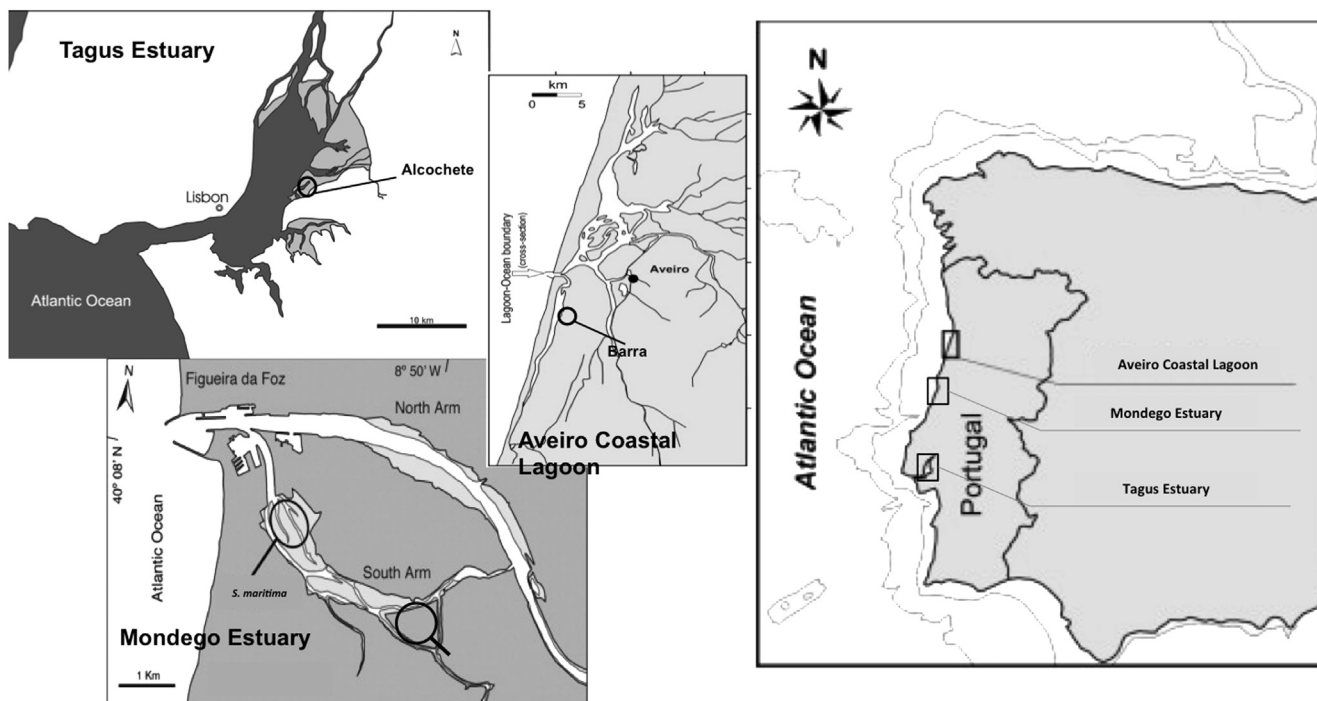 Tagus Estuary
N
Alcochete
Lisbon
Atlantic Ocean
10 km
km
0 5
Lagoon-Ocean boundary
(cross-section)
Aveiro
Barra
Aveiro Coastal
Lagoon
N
Figueira da Foz
8° 50' W
North Arm
40° 08' N
Atlantic Ocean
S. maritima
South Arm
Mondego Estuary
1 Km
N
Atlantic Ocean
Portugal
Aveiro Coastal Lagoon
Mondego Estuary
Tagus Estuary